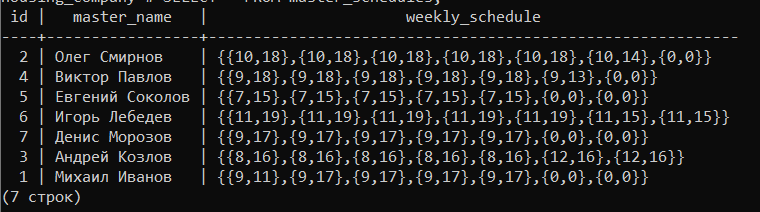 housing_company # SELECT * FROM master_schedules;
 id |   master_name   |                         weekly_schedule
----+-----------------+-----------------------------------------------------------------
  2 | Олег Смирнов    | {{10,18},{10,18},{10,18},{10,18},{10,18},{10,14},{0,0}}
  4 | Виктор Павлов   | {{9,18},{9,18},{9,18},{9,18},{9,18},{9,13},{0,0}}
  5 | Евгений Соколов | {{7,15},{7,15},{7,15},{7,15},{7,15},{0,0},{0,0}}
  6 | Игорь Лебедев   | {{11,19},{11,19},{11,19},{11,19},{11,19},{11,15},{11,15}}
  7 | Денис Морозов   | {{9,17},{9,17},{9,17},{9,17},{9,17},{0,0},{0,0}}
  3 | Андрей Козлов   | {{8,16},{8,16},{8,16},{8,16},{8,16},{12,16},{12,16}}
  1 | Михаил Иванов   | {{9,11},{9,17},{9,17},{9,17},{9,17},{0,0},{0,0}}
(7 строк)